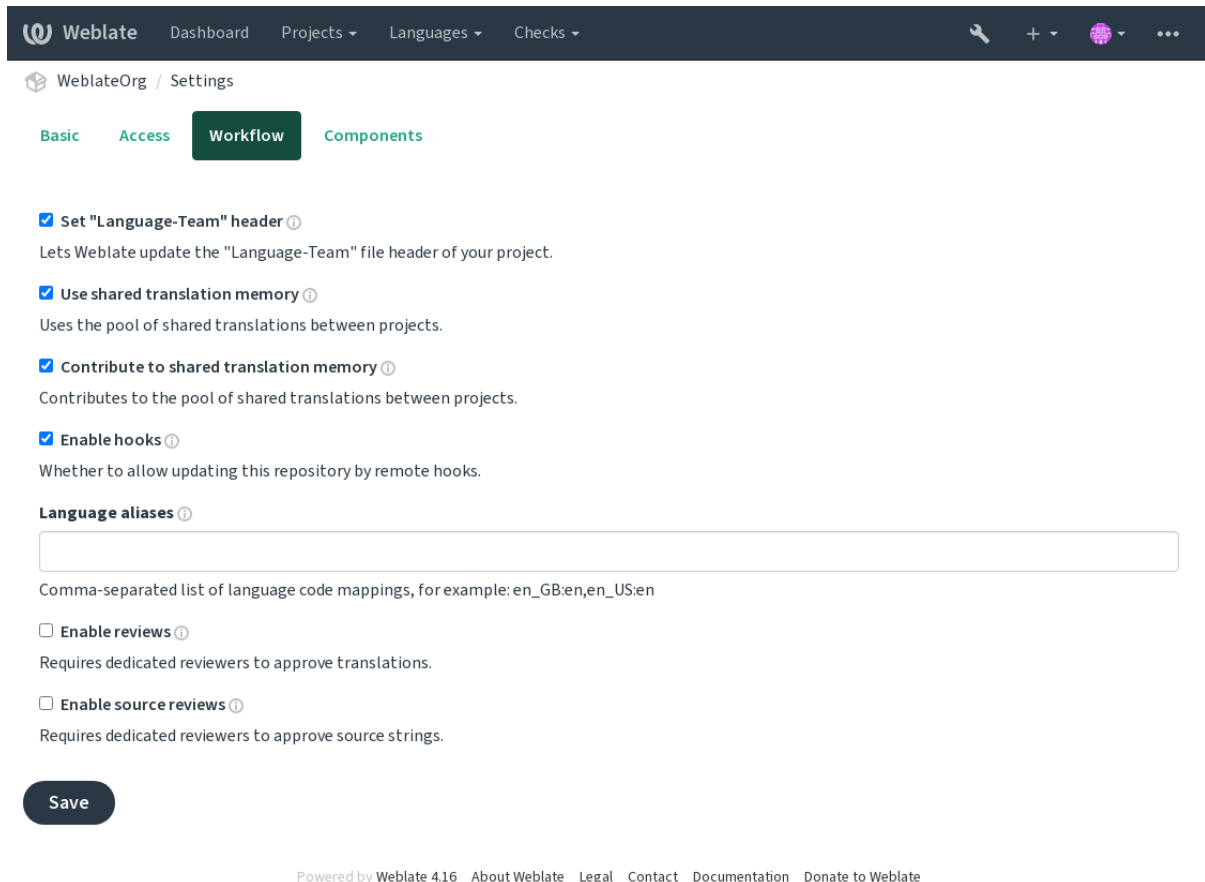 Weblate Dashboard Projects Languages Checks
WeblateOrg / Settings
Basic Access Workflow Components
Set "Language-Team" header
Lets Weblate update the "Language-Team" file header of your project.
Use shared translation memory
Uses the pool of shared translations between projects.
Contribute to shared translation memory
Contributes to the pool of shared translations between projects.
Enable hooks
Whether to allow updating this repository by remote hooks.
Language aliases
Comma-separated list of language code mappings, for example: en_GB:en,en_US:en
Enable reviews
Requires dedicated reviewers to approve translations.
Enable source reviews
Requires dedicated reviewers to approve source strings.
Save
Powered by Weblate 4.16 About Weblate Legal Contact Documentation Donate to Weblate